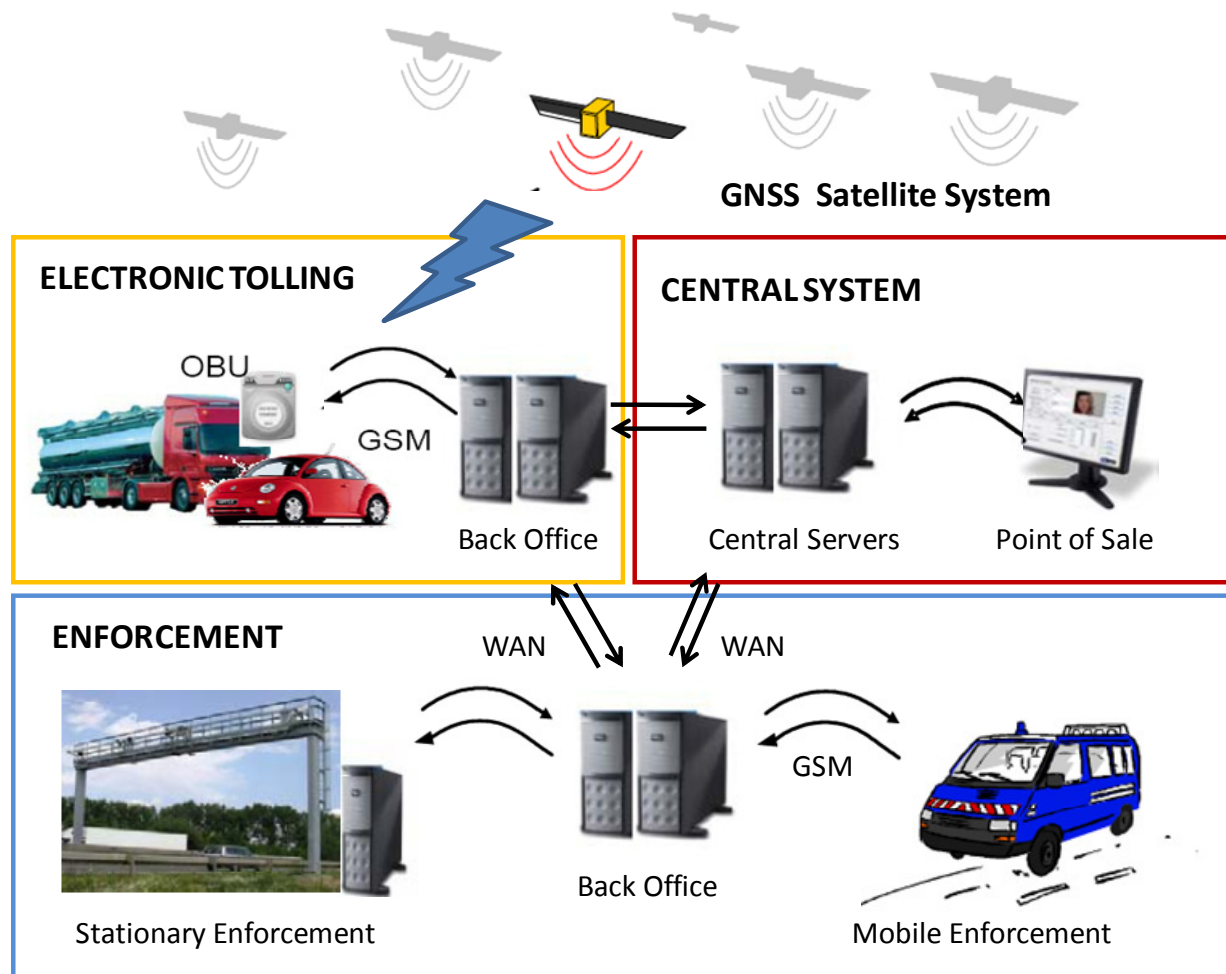 GNSS Satellite System
ELECTRONIC TOLLING
CENTRAL SYSTEM
OBU
GSM
Back Office
Central Servers
Point of Sale
ENFORCEMENT
WAN
WAN
GSM
Back Office
Stationary Enforcement
Mobile Enforcement